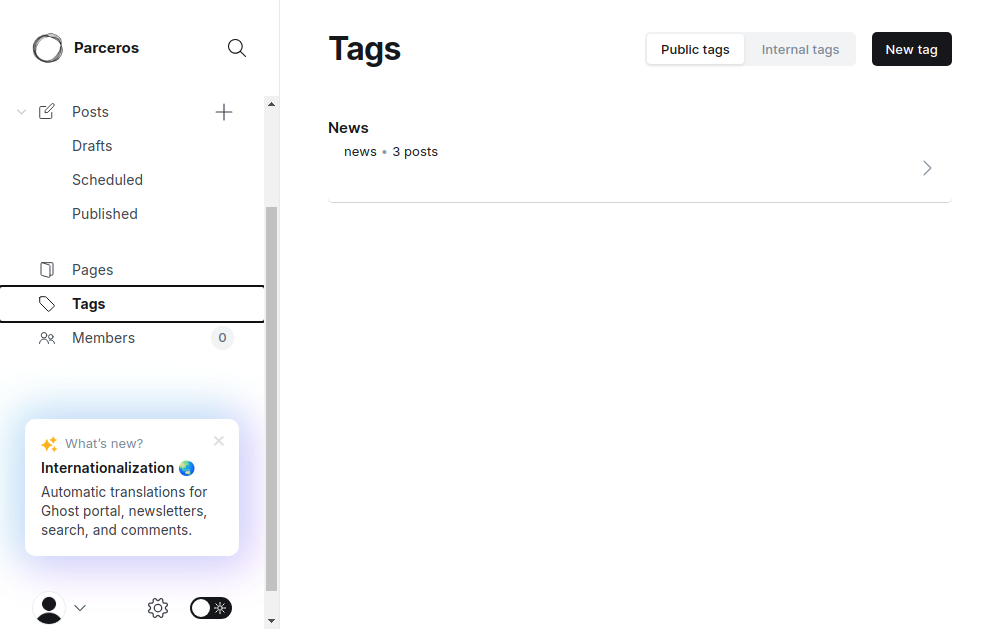 Parceros
Posts
Drafts
Scheduled
Published
Pages
Tags
Members 0
What's new?
Internationalization
Automatic translations for
Ghost portal, newsletters,
search, and comments.
Tags
Public tags Internal tags New tag
News
news • 3 posts